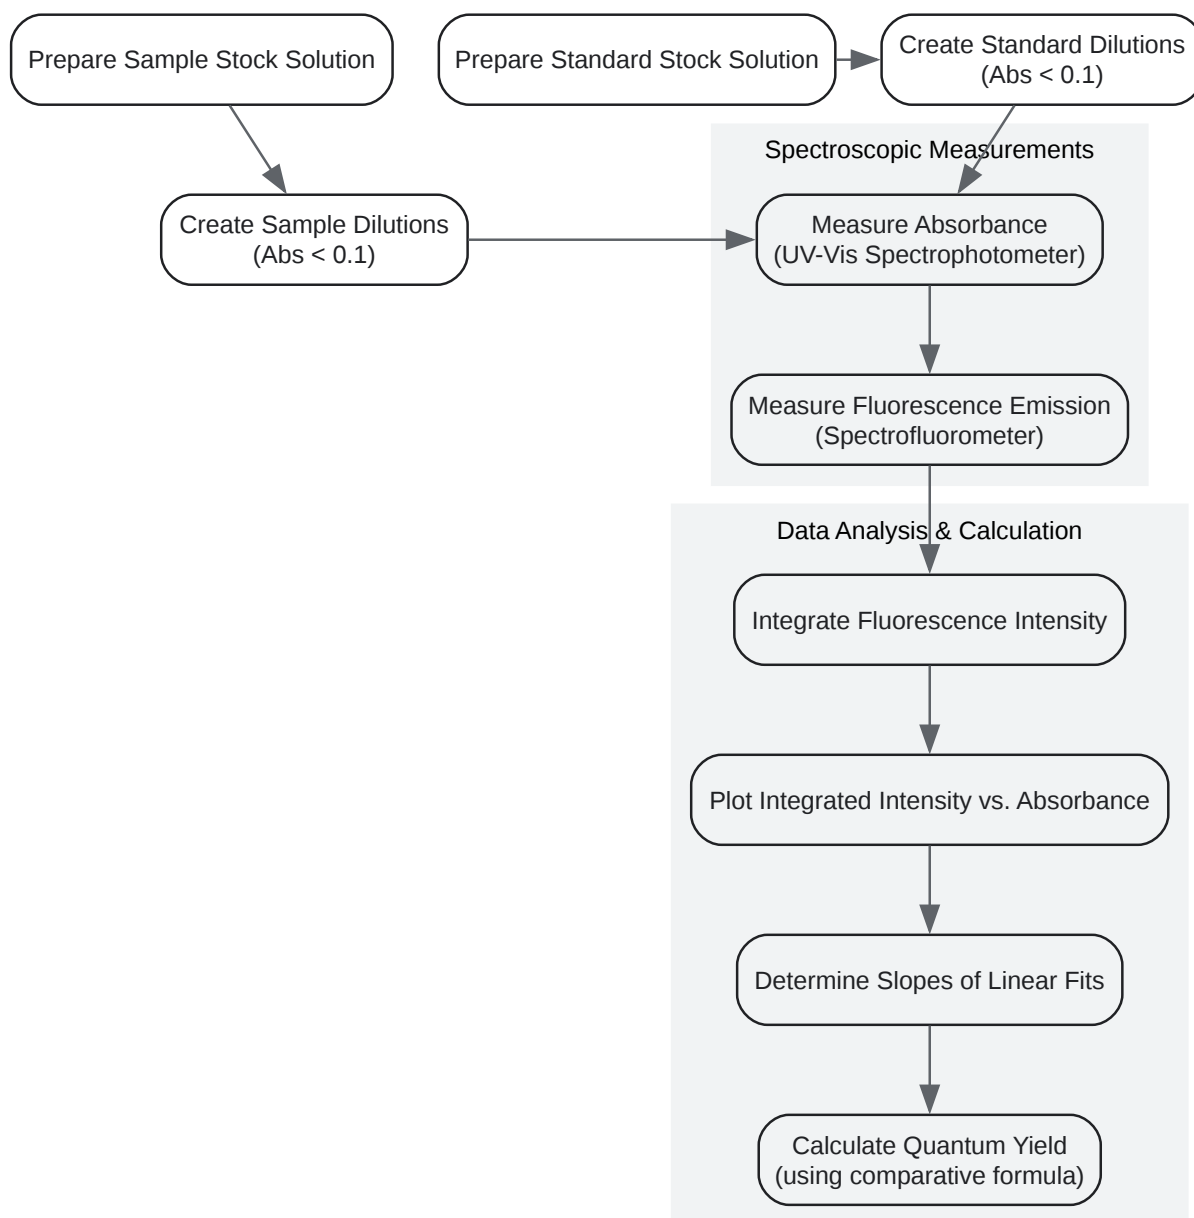 Prepare Sample Stock Solution
Prepare Standard Stock Solution
Create Standard Dilutions
(Abs < 0.1)
Spectroscopic Measurements
Create Sample Dilutions
(Abs < 0.1)
Measure Absorbance
(UV-Vis Spectrophotometer)
Measure Fluorescence Emission
(Spectrofluorometer)
Data Analysis & Calculation
Integrate Fluorescence Intensity
Plot Integrated Intensity vs. Absorbance
Determine Slopes of Linear Fits
Calculate Quantum Yield
(using comparative formula)